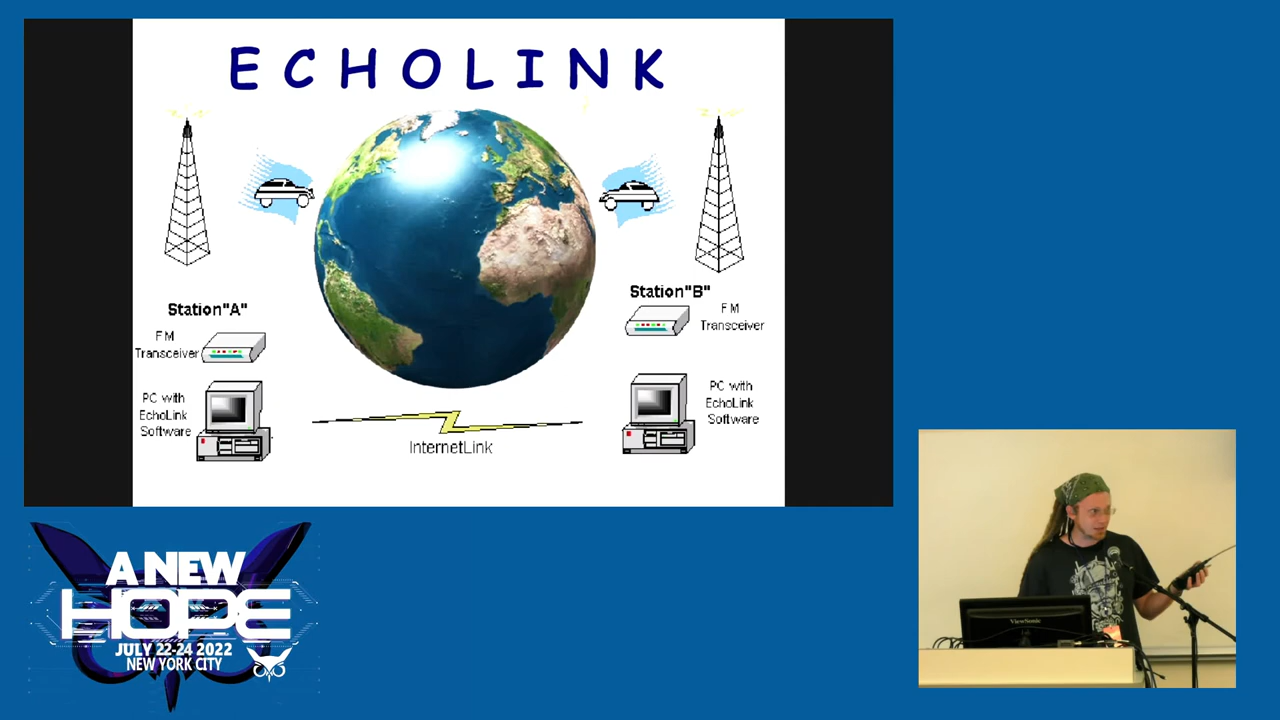 E C H O L I N K
Station"A"
FM
Transceiver
PC with
EchoLink
Software
Station"B"
FM
Transceiver
PC with
EchoLink
Software
InternetLink
A NEW
HOPE
JULY 22-24 2022
NEW YORK CITY
ViewSonic